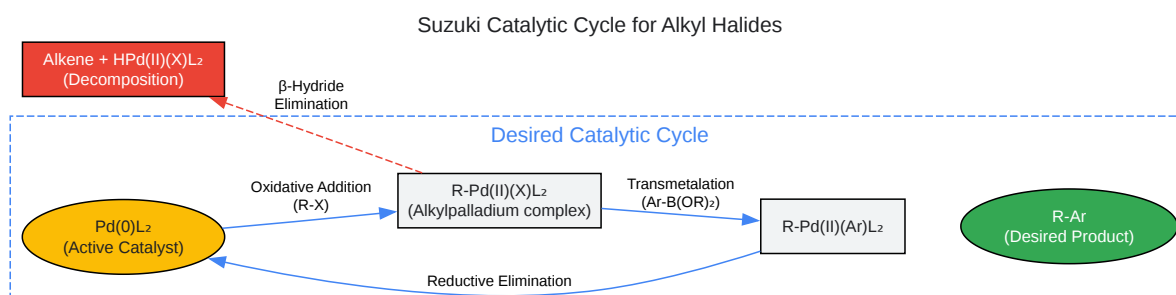 Suzuki Catalytic Cycle for Alkyl Halides
Alkene + HPd(II)(X)L₂
(Decomposition)
β-Hydride
Elimination
Desired Catalytic Cycle
Oxidative Addition
(R-X)
R-Pd(II)(X)L₂
(Alkylpalladium complex)
Transmetalation
(Ar-B(OR)₂)
Pd(0)L₂
(Active Catalyst)
R-Pd(II)(Ar)L₂
R-Ar
(Desired Product)
Reductive Elimination